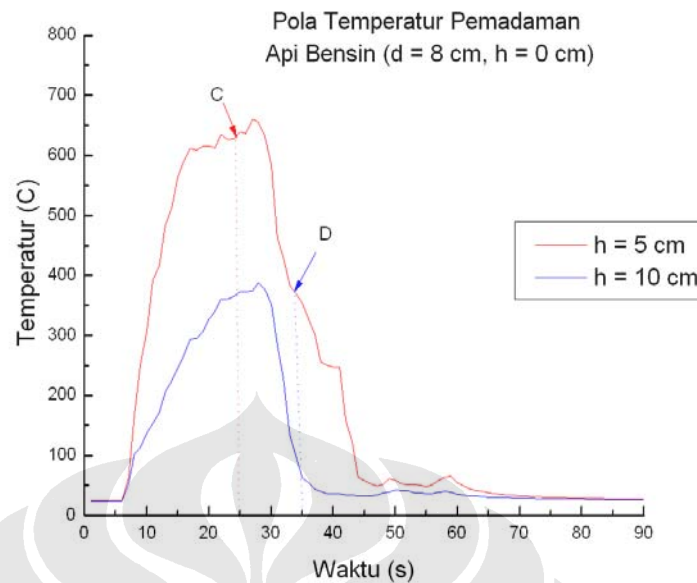 Pola Temperatur Pemadaman
Api Bensin (d = 8 cm, h = 0 cm)
800
700
600
500
400
300
200
100
0
Temperatur (C)
C
D
h = 5 cm
h = 10 cm
0
10
20
30
40
50
60
70
80
90
Waktu (s)